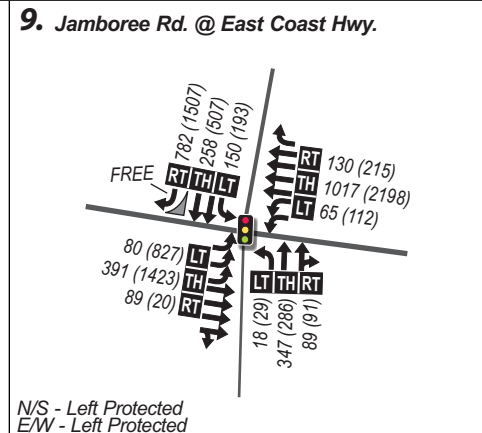 9. Jamboree Rd. @ East Coast Hwy.
782 (1507)
258 (507)
150 (193)
FREE
RT TH LT
RT 130 (215)
TH 1017 (2198)
LT 65 (112)
80 (827) LT
391 (1423) TH
89 (20) RT
LT TH RT
18 (29)
347 (286)
89 (91)
N/S - Left Protected
E/W - Left Protected